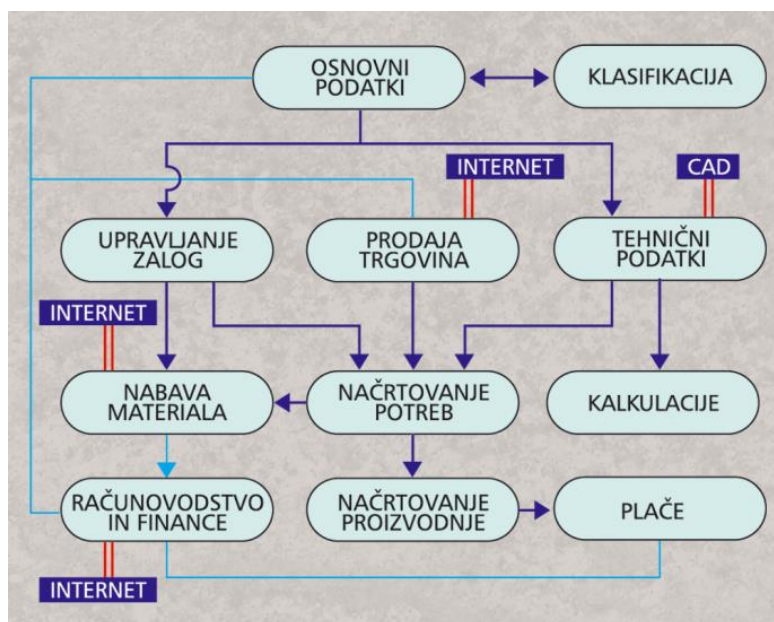 OSNOVNI
PODATKI
KLASIFIKACIJA
INTERNET
CAD
UPRAVLJANJE
ZALOG
PRODAJA
TRGOVINA
TEHNIČNI
PODATKI
INTERNET
NABAVA
MATERIALA
NAČRTOVANJE
POTREB
KALKULACIJE
RAČUNOVODSTVO
IN FINANCE
NAČRTOVANJE
PROIZVODNJE
PLAČE
INTERNET